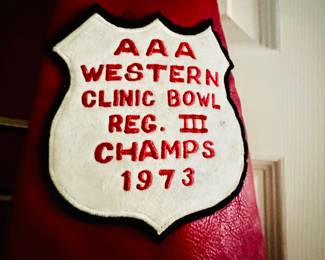 AAA
WESTERN
CLINIC BOWL
REG. III
CHAMPS
1973